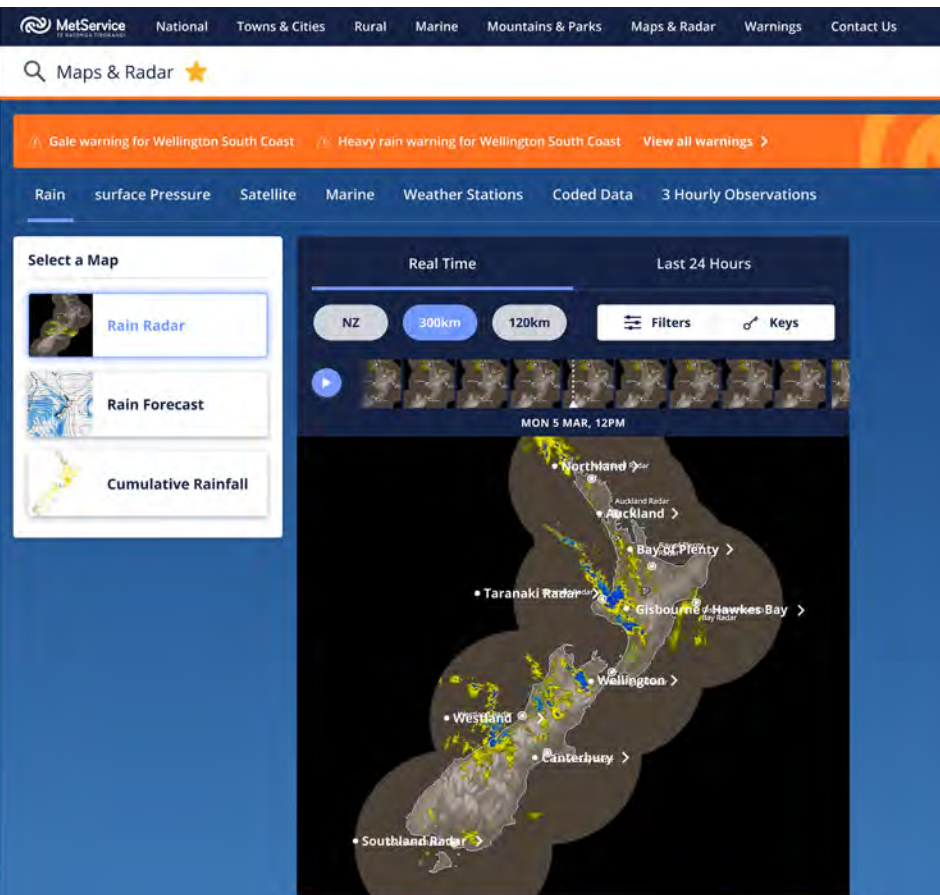 MetService
National
Towns & Cities
Rural
Marine
Mountains & Parks
Maps & Radar
Warnings
Contact Us
Maps & Radar
Gale warning for Wellington South Coast
Heavy rain warning for Wellington South Coast
View all warnings
Rain
surface Pressure
Satellite
Marine
Weather Stations
Coded Data
3 Hourly Observations
Select a Map
Rain Radar
Rain Forecast
Cumulative Rainfall
Real Time
Last 24 Hours
NZ
300km
120km
Filters
Keys
MON 5 MAR, 12PM
Northland
Auckland Radar
Auckland
Bay of Plenty
Taranaki Radar
Gisbourne
Hawkes Bay
Bay Radar
Wellington
Westland
Canterbury
Southland Radar